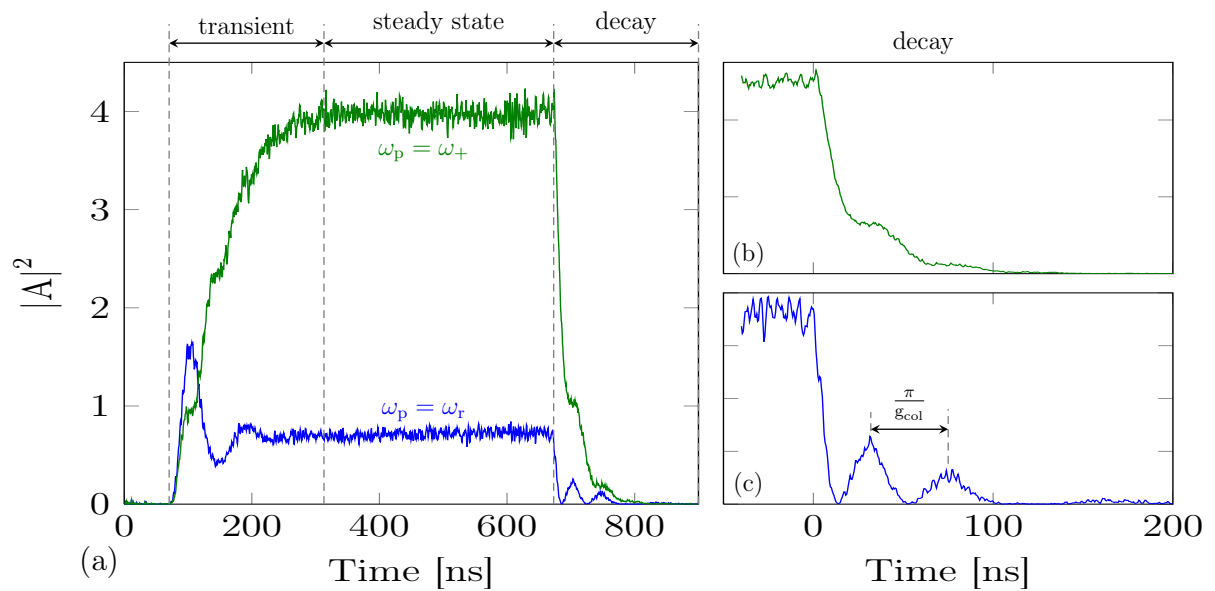 transient steady state decay
|A|²
4
3
2
1
0
ωp = ω+
ωp = ωr
0 200 400 600 800
Time [ns]
(a)
decay
(b)
π
gcol
(c)
0 100 200
Time [ns]